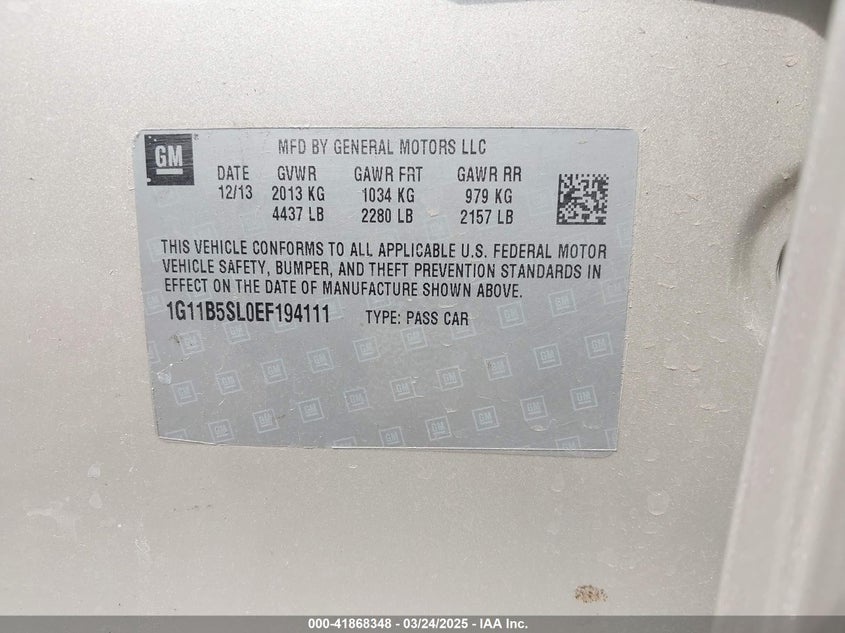 GM
MFD BY GENERAL MOTORS LLC
DATE GVWR GAWR FRT GAWR RR
12/13 2013 KG 1034 KG 979 KG
4437 LB 2280 LB 2157 LB
THIS VEHICLE CONFORMS TO ALL APPLICABLE U.S. FEDERAL MOTOR
VEHICLE SAFETY, BUMPER, AND THEFT PREVENTION STANDARDS IN
EFFECT ON THE DATE OF MANUFACTURE SHOWN ABOVE.
1G11B5SL0EF194111 TYPE: PASS CAR
000-41868348 - 03/24/2025 - IAA Inc.